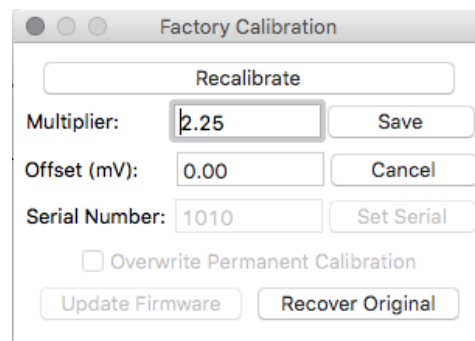 Factory Calibration
Recalibrate
Multiplier: 2.25 Save
Offset (mV): 0.00 Cancel
Serial Number: 1010 Set Serial
Overwrite Permanent Calibration
Update Firmware Recover Original